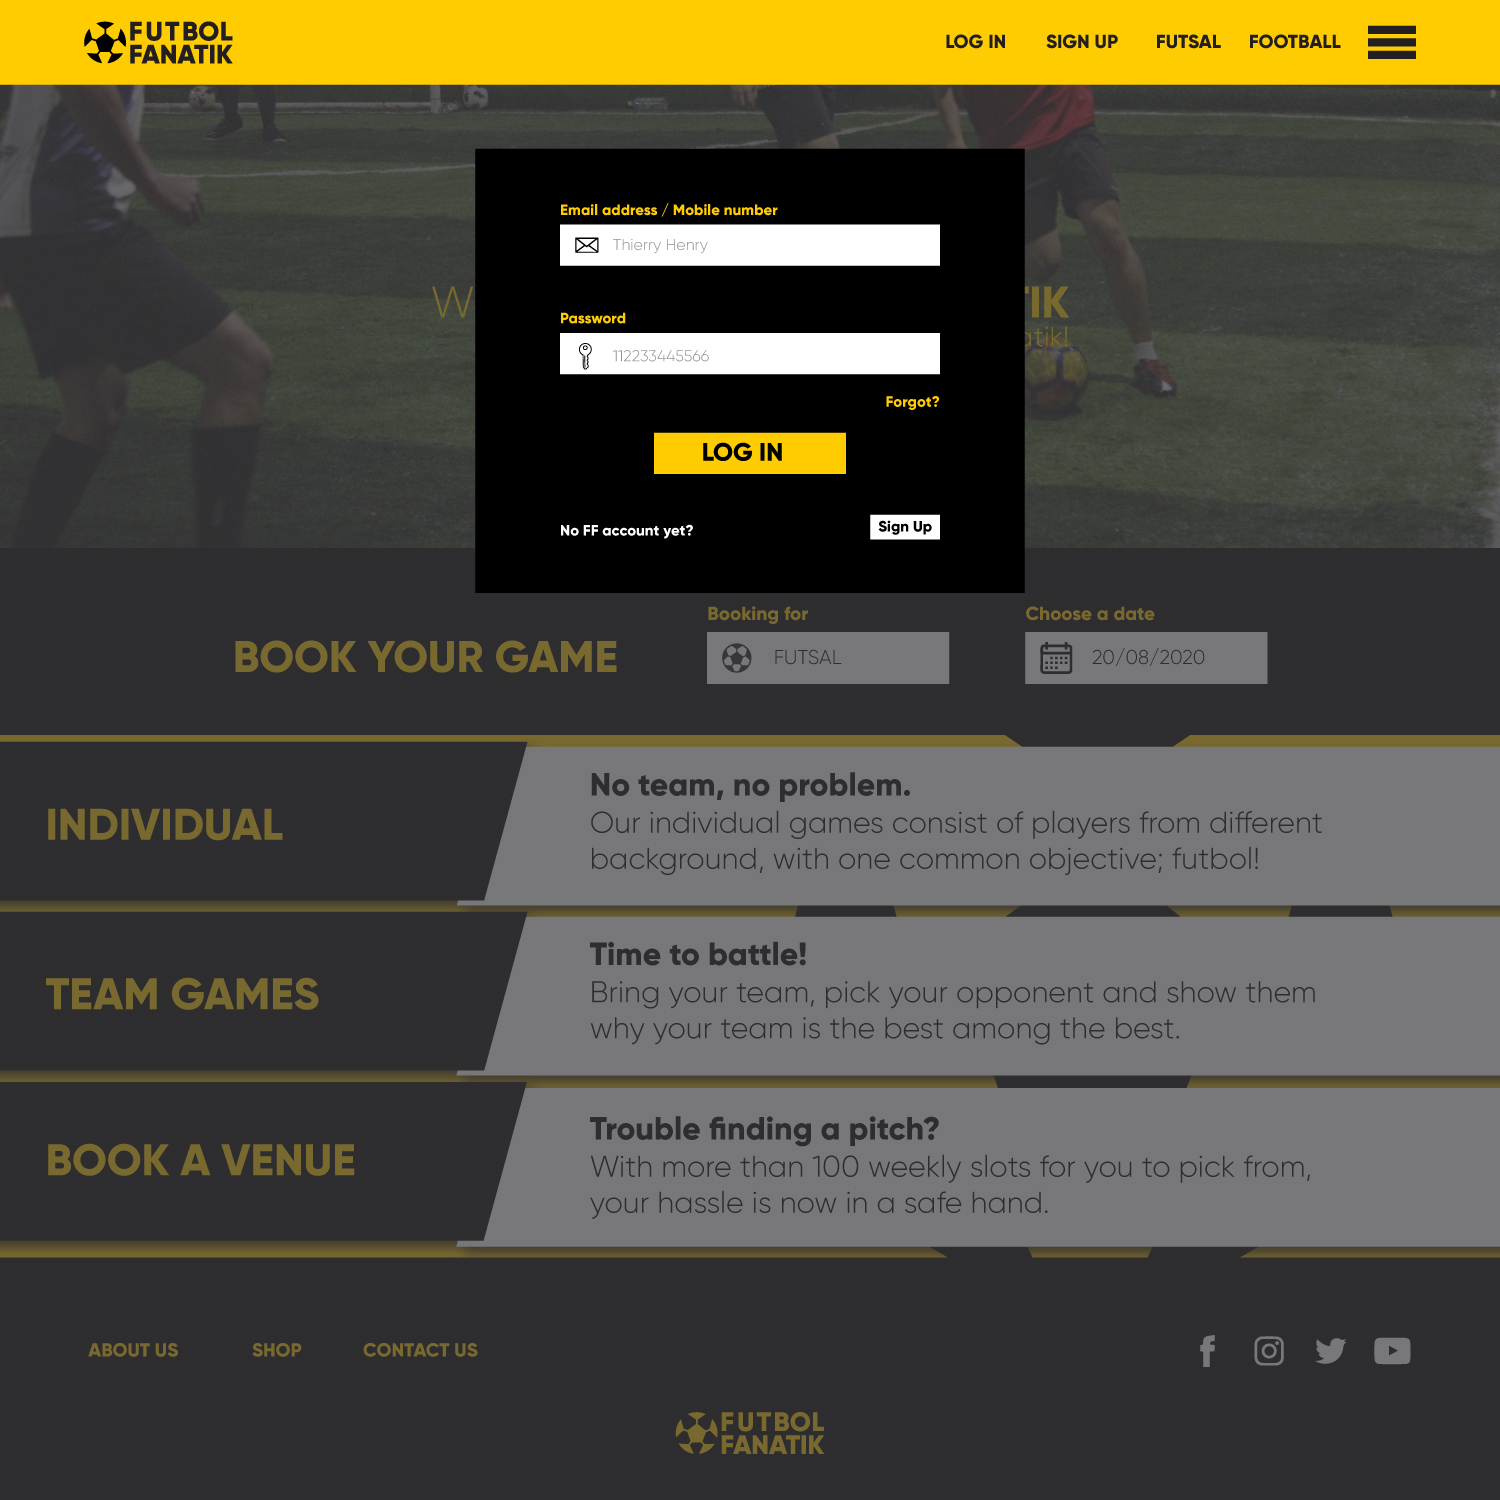 FUTBOL
FANATIK
LOG IN
SIGN UP
FUTSAL
FOOTBALL
Email address / Mobile number
Thierry Henry
Password
112233445566
Forgot?
LOG IN
No FF account yet?
Sign Up
BOOK YOUR GAME
Booking for
FUTSAL
Choose a date
20/08/2020
INDIVIDUAL
No team, no problem.
Our individual games consist of players from different
background, with one common objective; futbol!
TEAM GAMES
Time to battle!
Bring your team, pick your opponent and show them
why your team is the best among the best.
BOOK A VENUE
Trouble finding a pitch?
With more than 100 weekly slots for you to pick from,
your hassle is now in a safe hand.
ABOUT US
SHOP
CONTACT US
FUTBOL
FANATIK